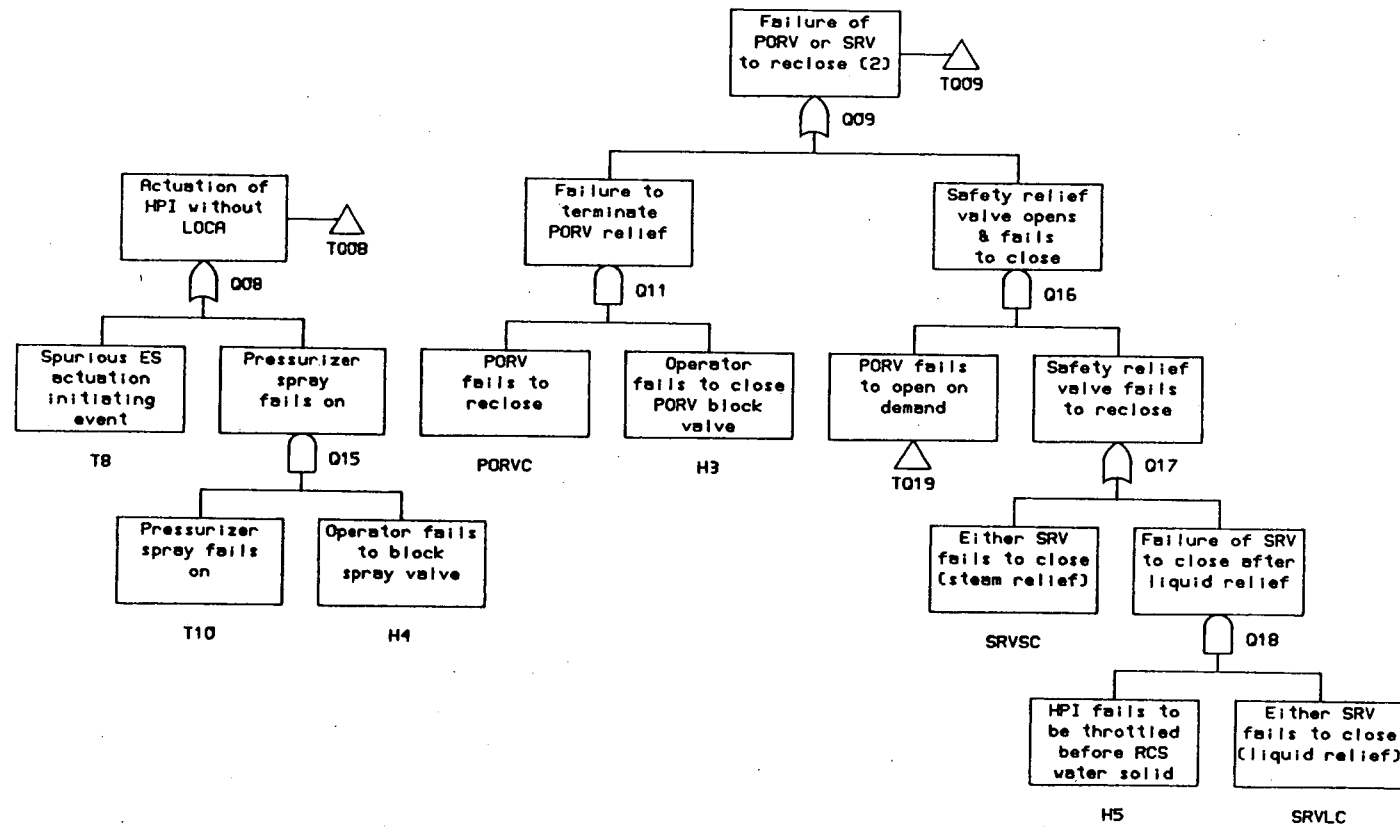 Failure of
PORV or SRV
to reclose (2)
TQ09
Q09
Actuation of
HPI without
LOCA
TQ08
Q08
Failure to
terminate
PORV relief
Q11
Safety relief
valve opens
& fails
to close
Q16
Spurious ES
actuation
initiating
event
T8
Pressurizer
spray
fails on
Q15
PORV
fails to
reclose
PORVC
Operator
fails to close
PORV block
valve
H3
PORV fails
to open on
demand
TQ19
Safety relief
valve fails
to reclose
Q17
Pressurizer
spray fails
on
T10
Operator fails
to block
spray valve
H4
Either SRV
fails to close
(steam relief)
SRVSC
Failure of SRV
to close after
liquid relief
Q18
HPI fails to
be throttled
before RCS
water solid
H5
Either SRV
fails to close
(liquid relief)
SRVLC